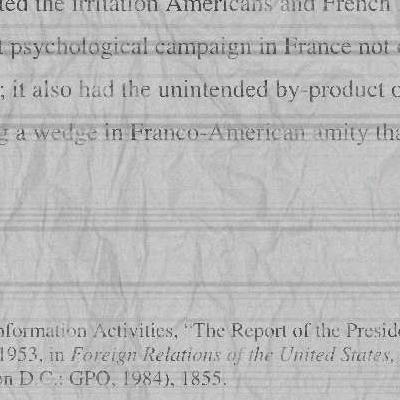 ted the irritation Americans and French
t psychological campaign in France not
; it also had the unintended by-product o
g a wedge in Franco-American amity tha
nformation Activities, “The Report of the Presid
1953, in Foreign Relations of the United States,
on D.C.: GPO, 1984), 1855.